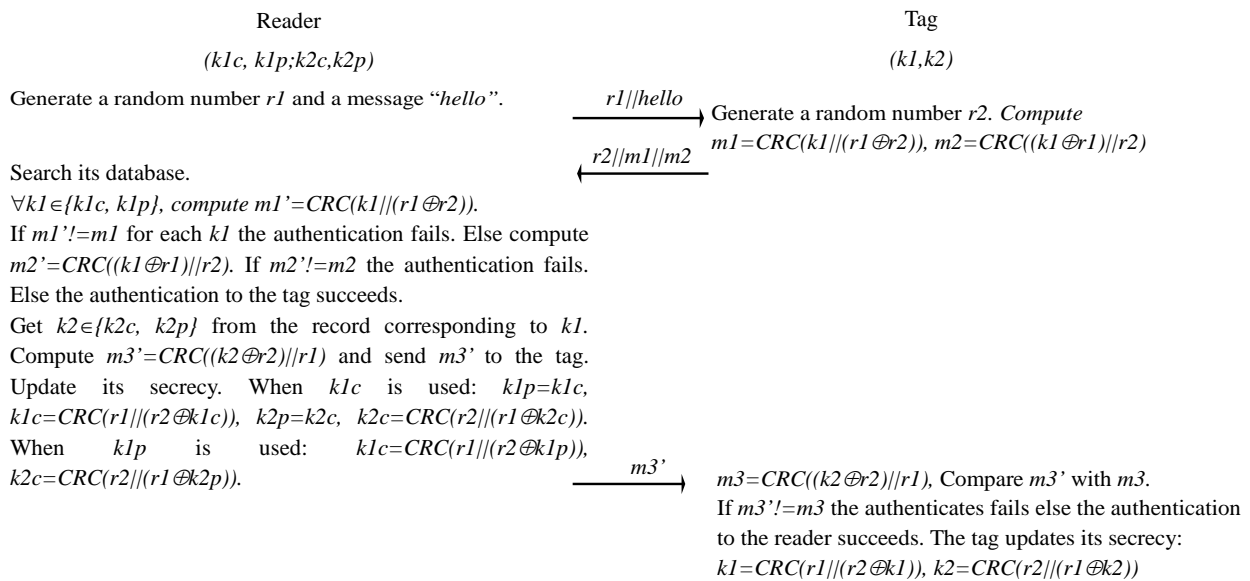 Reader
Tag
(k1c, k1p;k2c,k2p)
(k1,k2)
Generate a random number r1 and a message “hello”.
r1||hello
Generate a random number r2. Compute
m1=CRC(k1||(r1⊕r2)), m2=CRC((k1⊕r1)||r2)
r2||m1||m2
Search its database.
∀k1∈{k1c, k1p}, compute m1’=CRC(k1||(r1⊕r2)).
If m1’!=m1 for each k1 the authentication fails. Else compute
m2’=CRC((k1⊕r1)||r2). If m2’!=m2 the authentication fails.
Else the authentication to the tag succeeds.
Get k2∈{k2c, k2p} from the record corresponding to k1.
Compute m3’=CRC((k2⊕r2)||r1) and send m3’ to the tag.
Update its secrecy. When k1c is used: k1p=k1c,
k1c=CRC(r1||(r2⊕k1c)), k2p=k2c, k2c=CRC(r2||(r1⊕k2c)).
When k1p is used: k1c=CRC(r1||(r2⊕k1p)),
k2c=CRC(r2||(r1⊕k2p)).
m3’
m3=CRC((k2⊕r2)||r1), Compare m3’ with m3.
If m3’!=m3 the authenticates fails else the authentication
to the reader succeeds. The tag updates its secrecy:
k1=CRC(r1||(r2⊕k1)), k2=CRC(r2||(r1⊕k2))